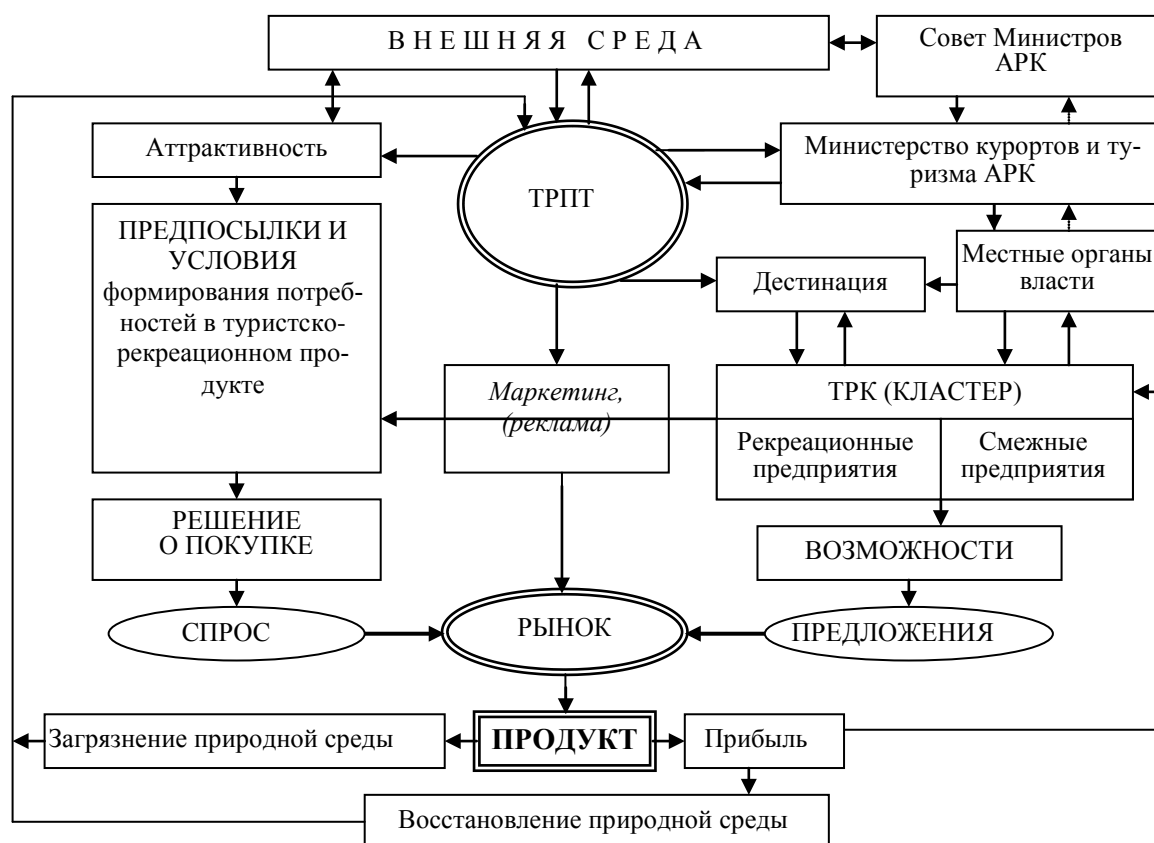 В Н Е Ш Н Я Я С Р Е Д А
Совет Министров
АРК
Аттрактивность
ТРПТ
Министерство курортов и ту-
ризма АРК
ПРЕДПОСЫЛКИ И
УСЛОВИЯ
формирования потреб-
ностей в туристско-
рекреационном про-
дукте
Дестинация
Местные органы
власти
Маркетинг,
(реклама)
ТРК (КЛАСТЕР)
Рекреационные
предприятия
Смежные
предприятия
РЕШЕНИЕ
О ПОКУПКЕ
ВОЗМОЖНОСТИ
СПРОС
РЫНОК
ПРЕДЛОЖЕНИЯ
Загрязнение природной среды
ПРОДУКТ
Прибыль
Восстановление природной среды